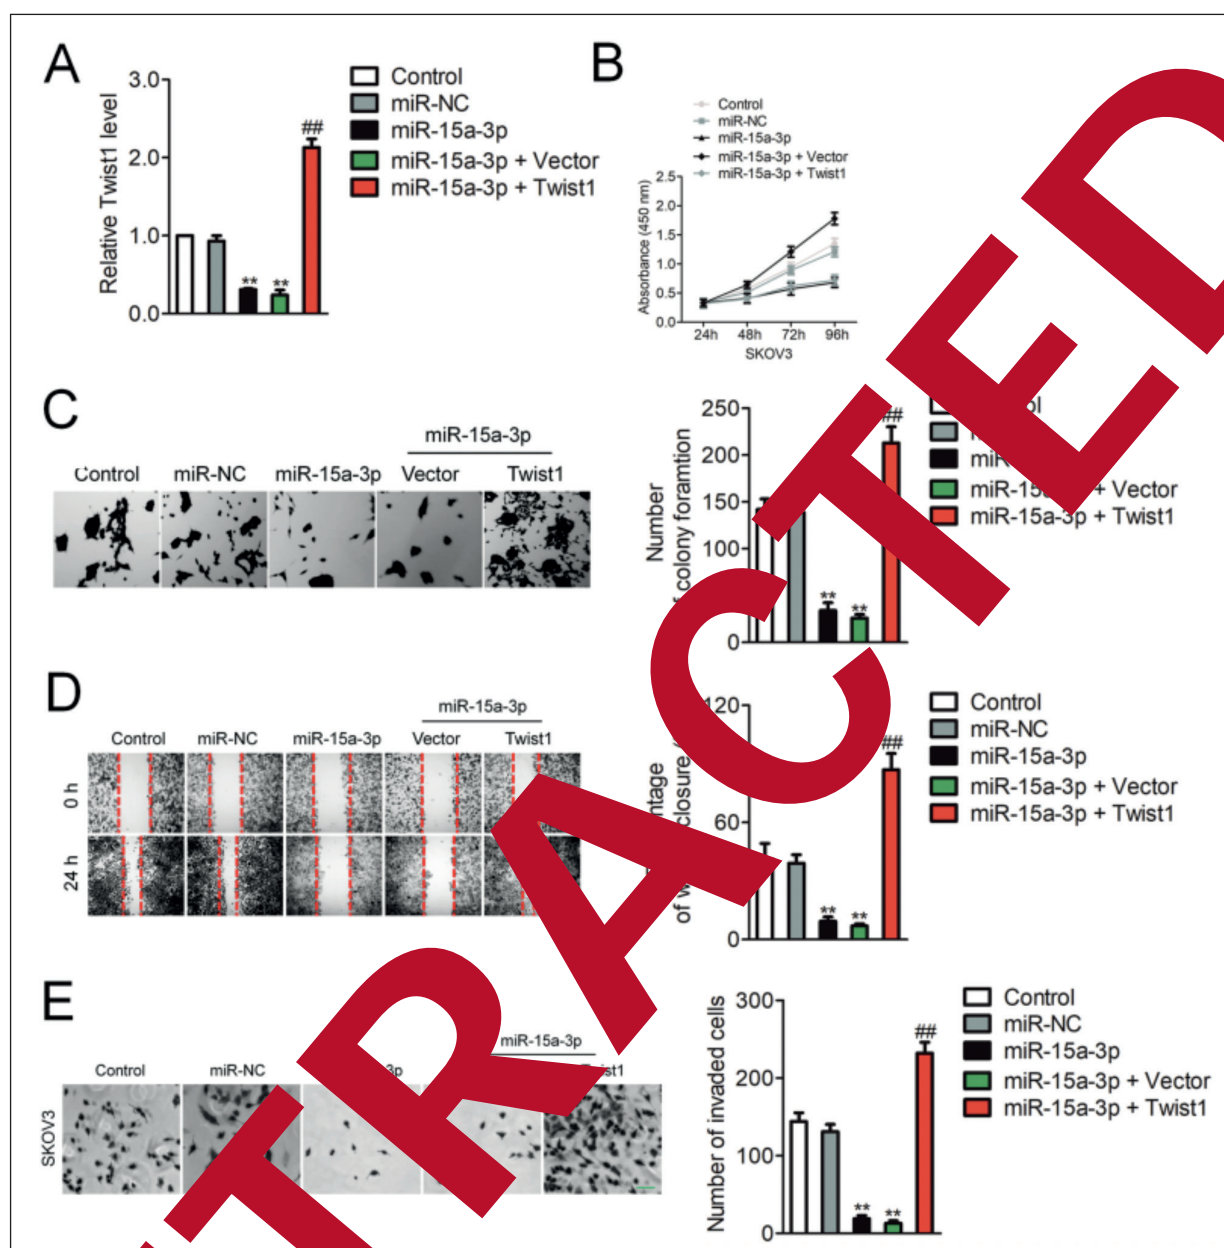 A
3.0
2.0
1.0
0.0
Relative Twist1 level
**
**
##
Control
miR-NC
miR-15a-3p
miR-15a-3p + Vector
miR-15a-3p + Twist1
B
Control
miR-NC
miR-15a-3p
miR-15a-3p + Vector
miR-15a-3p + Twist1
Absorbance (450 nm)
2.5
2.0
1.5
1.0
0.5
0.0
24h 48h 72h 96h
SKOV3
C
miR-15a-3p
Control miR-NC miR-15a-3p Vector Twist1
Number
colony foramtion
250
200
150
100
0
**
**
##
miR-15a-3p + Twist1
+ Vector
D
miR-15a-3p
Control miR-NC miR-15a-3p Vector Twist1
0 h
24 h
of
closure
120
60
0
**
**
##
Control
miR-NC
miR-15a-3p
miR-15a-3p + Vector
miR-15a-3p + Twist1
E
miR-15a-3p
Control miR-NC
SKOV3
Number of invaded cells
300
200
100
0
**
**
##
Control
miR-NC
miR-15a-3p
miR-15a-3p + Vector
miR-15a-3p + Twist1
TRACTED